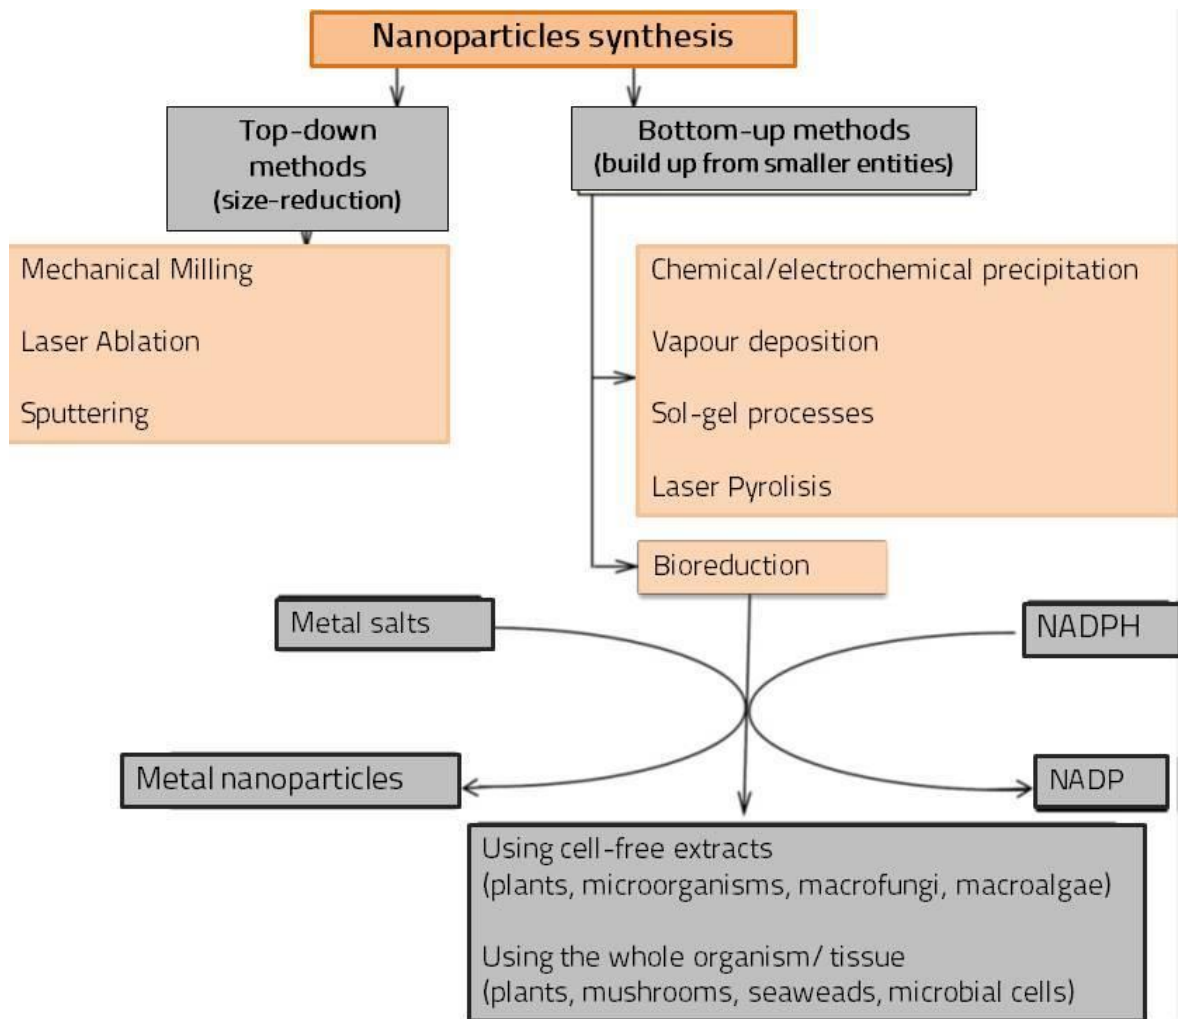 Nanoparticles synthesis
Top-down
methods
(size-reduction)
Bottom-up methods
(build up from smaller entities)
Mechanical Milling
Laser Ablation
Sputtering
Chemical/electrochemical precipitation
Vapour deposition
Sol-gel processes
Laser Pyrolisis
Bioreduction
Metal salts
NADPH
Metal nanoparticles
NADP
Using cell-free extracts
(plants, microorganisms, macrofungi, macroalgae)
Using the whole organism/ tissue
(plants, mushrooms, seaweeds, microbial cells)